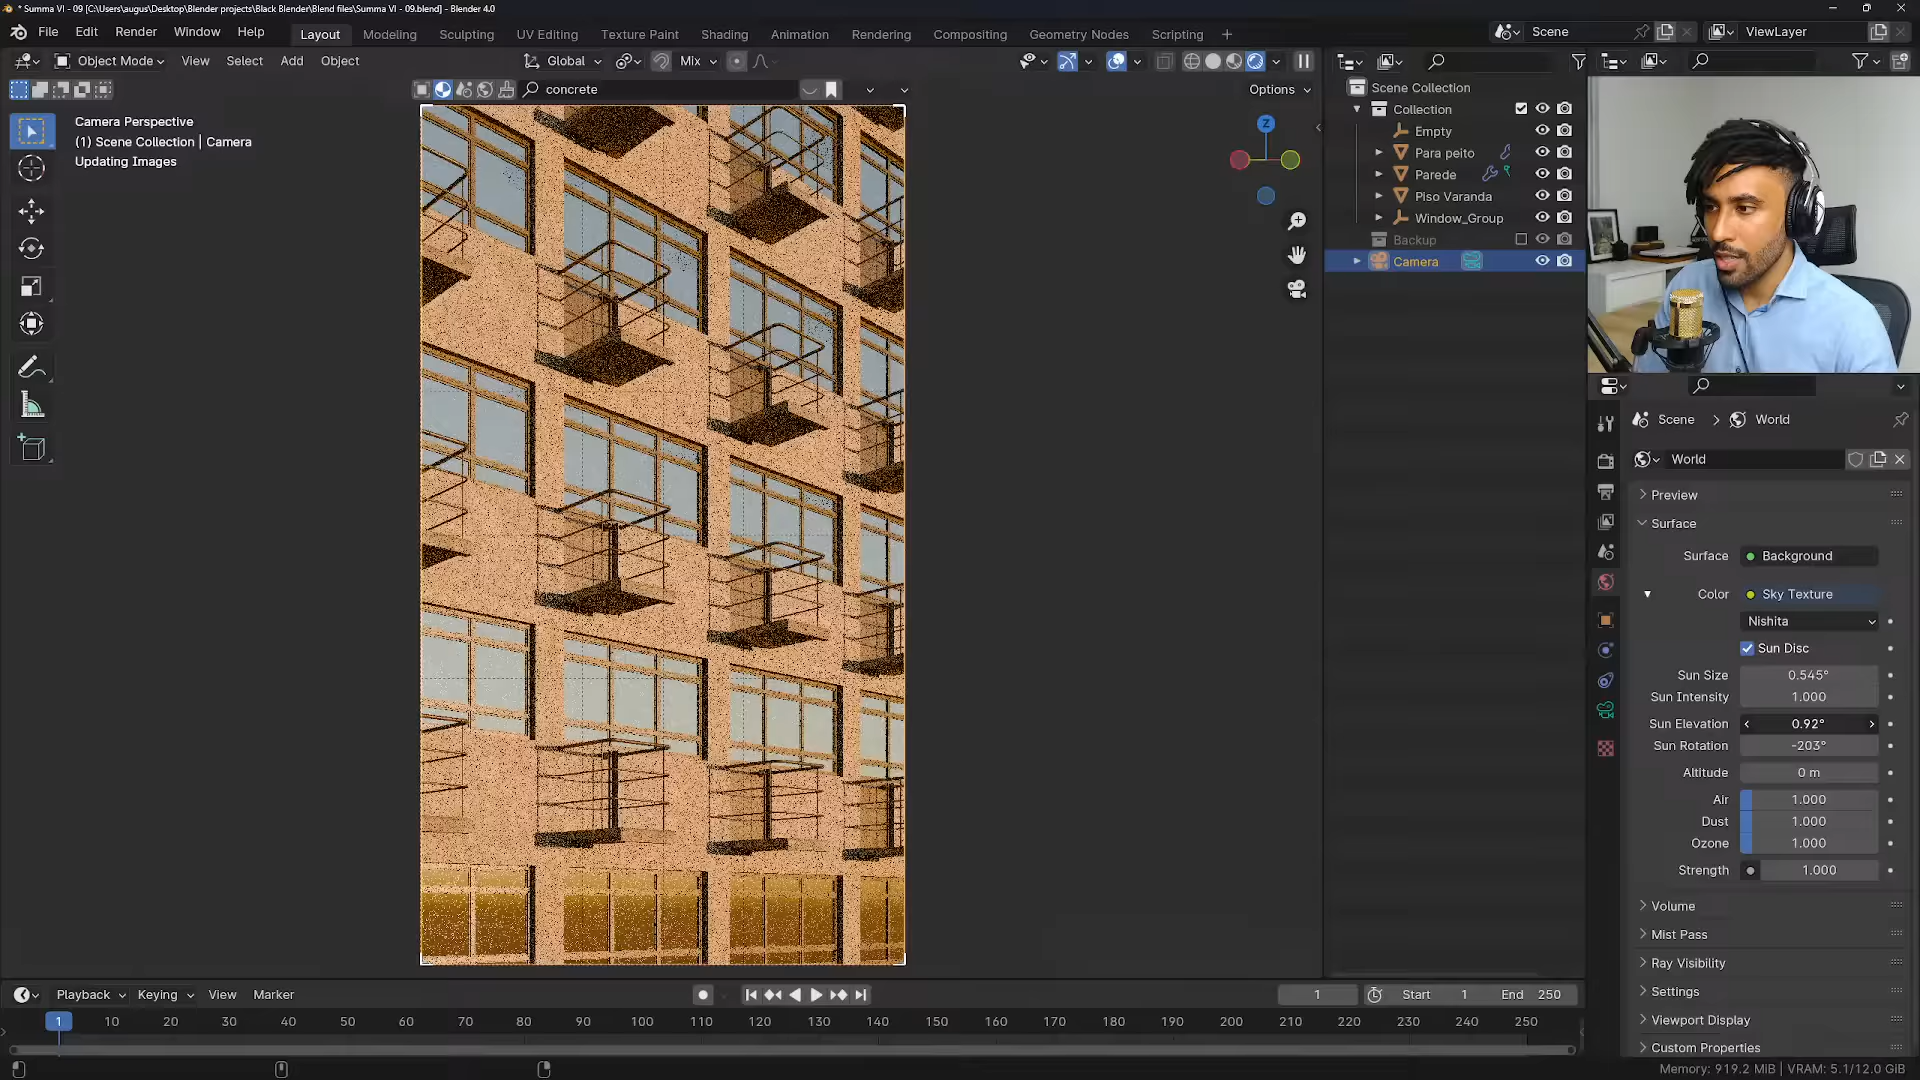 * Summa VI - 09 [C:\Users\augus\Desktop\Blender projects\Black Blender\Blend files\Summa VI - 09.blend] - Blender 4.0
File Edit Render Window Help Layout Modeling Sculpting UV Editing Texture Paint Shading Animation Rendering Compositing Geometry Nodes Scripting + Scene ViewLayer
Object Mode View Select Add Object Global Mix
concrete Options
Camera Perspective
(1) Scene Collection | Camera
Updating Images
Z
Scene Collection
Collection
Empty
Para peito
Parede
Piso Varanda
Window_Group
Backup
Camera
Scene > World
World
Preview
Surface
Surface Background
Color Sky Texture
Nishita
Sun Disc
Sun Size 0.545°
Sun Intensity 1.000
Sun Elevation 0.92°
Sun Rotation -203°
Altitude 0 m
Air 1.000
Dust 1.000
Ozone 1.000
Strength 1.000
Volume
Mist Pass
Ray Visibility
Settings
Viewport Display
Custom Properties
Playback Keying View Marker 1 Start 1 End 250
1 10 20 30 40 50 60 70 80 90 100 110 120 130 140 150 160 170 180 190 200 210 220 230 240 250
Memory: 919.2 MiB | VRAM: 5.1/12.0 GiB